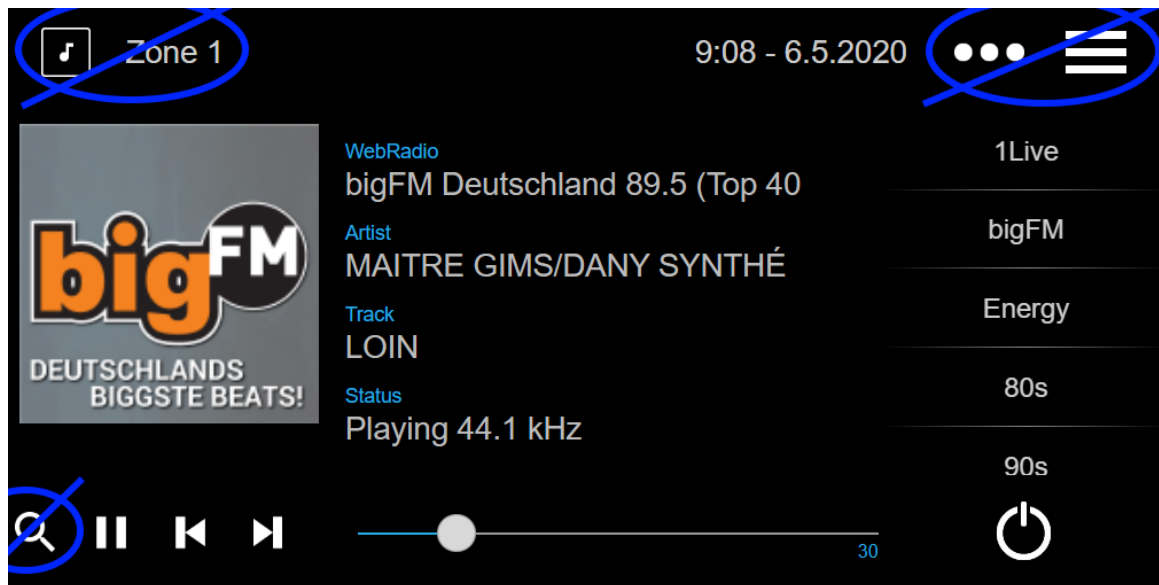 Zone 1
9:08 - 6.5.2020
bigFM
DEUTSCHLANDS
BIGGSTE BEATS!
WebRadio
bigFM Deutschland 89.5 (Top 40
Artist
MAITRE GIMS/DANY SYNTHÉ
Track
LOIN
Status
Playing 44.1 kHz
1Live
bigFM
Energy
80s
90s
30